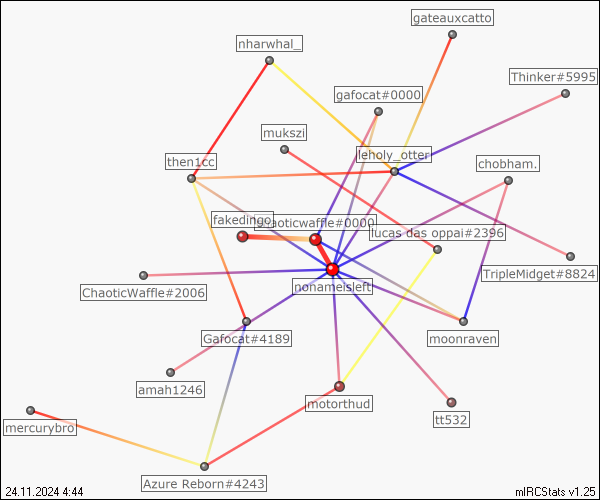 gateauxcatto
nharwhal_
Thinker#5995
gafocat#0000
mukszi
leholy_otter
then1cc
chobham.
fakedingo
chaoticwaffle#0000
lucas das oppai#2396
TripleMidget#8824
ChaoticWaffle#2006
nonameisleft
Gafocat#4189
moonraven
amah1246
motorthud
tt532
mercurybro
Azure Reborn#4243
24.11.2024 4:44
mIRCStats v1.25